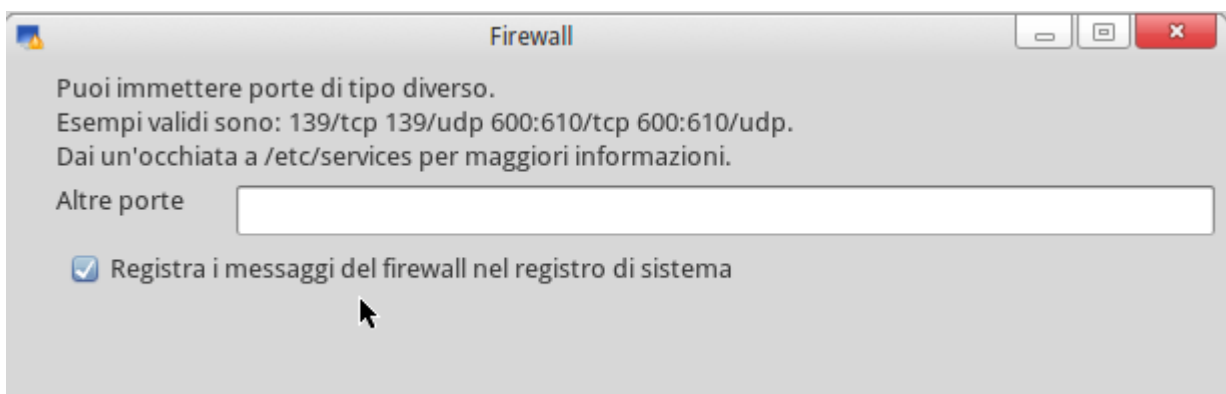 Firewall
Puoi immettere porte di tipo diverso.
Esempi validi sono: 139/tcp 139/udp 600:610/tcp 600:610/udp.
Dai un'occhiata a /etc/services per maggiori informazioni.
Altre porte
Registra i messaggi del firewall nel registro di sistema